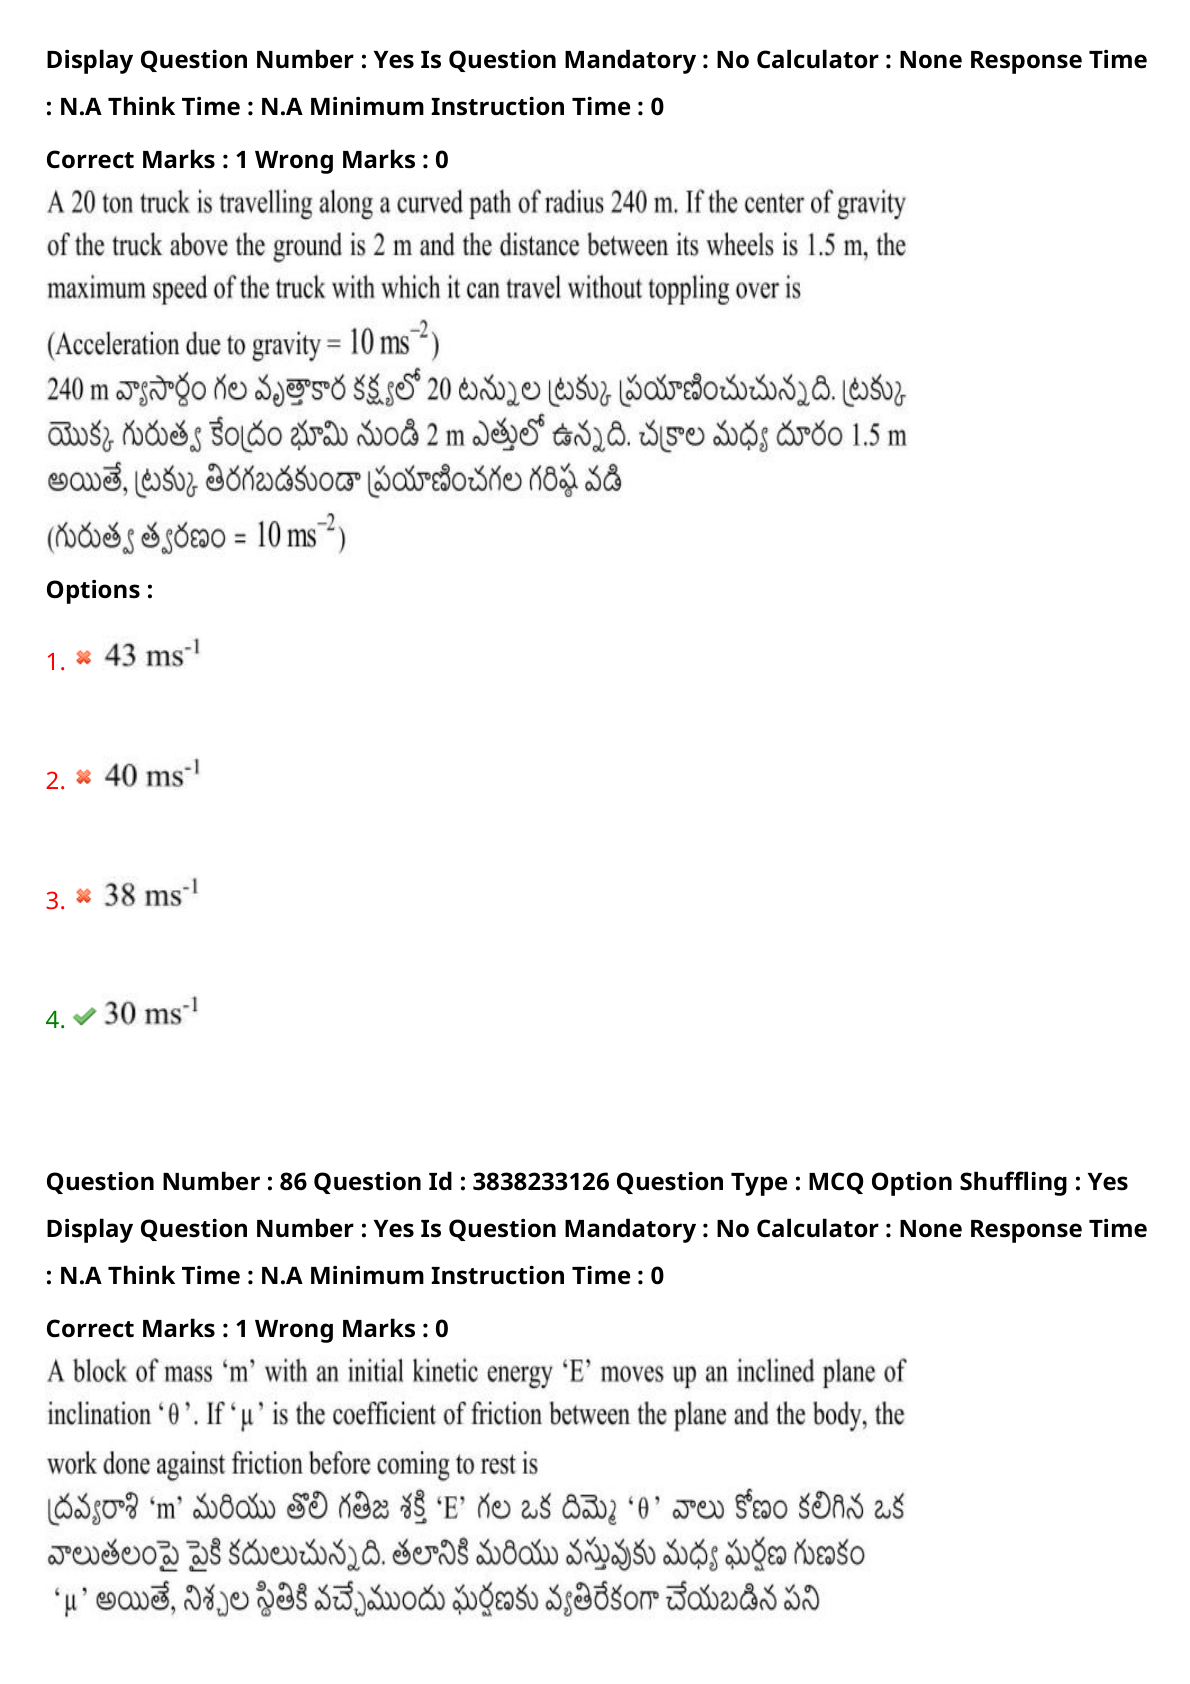 Display Question Number : Yes Is Question Mandatory : No Calculator : None Response Time
: N.A Think Time : N.A Minimum Instruction Time : 0
Correct Marks : 1 Wrong Marks : 0
A 20 ton truck is travelling along a curved path of radius 240 m. If the center of gravity
of the truck above the ground is 2 m and the distance between its wheels is 1.5 m, the
maximum speed of the truck with which it can travel without toppling over is
(Acceleration due to gravity = 10 ms⁻²)
240 m వ్యాసార్ధం గల వృత్తాకార కక్ష్యలో 20 టన్నుల ట్రక్కు ప్రయాణించుచున్నది. ట్రక్కు
యొక్క గురుత్వ కేంద్రం భూమి నుండి 2 m ఎత్తులో ఉన్నది. చక్రాల మధ్య దూరం 1.5 m
అయితే, ట్రక్కు తిరగబడకుండా ప్రయాణించగల గరిష్ఠ వడి
(గురుత్వ త్వరణం = 10 ms⁻²)
Options :
1. 43 ms⁻¹
2. 40 ms⁻¹
3. 38 ms⁻¹
4. 30 ms⁻¹
Question Number : 86 Question Id : 3838233126 Question Type : MCQ Option Shuffling : Yes
Display Question Number : Yes Is Question Mandatory : No Calculator : None Response Time
: N.A Think Time : N.A Minimum Instruction Time : 0
Correct Marks : 1 Wrong Marks : 0
A block of mass ‘m’ with an initial kinetic energy ‘E’ moves up an inclined plane of
inclination ‘θ’. If ‘μ’ is the coefficient of friction between the plane and the body, the
work done against friction before coming to rest is
ద్రవ్యరాశి ‘m’ మరియు తొలి గతిజ శక్తి ‘E’ గల ఒక దిమ్మె ‘θ’ వాలు కోణం కలిగిన ఒక
వాలుతలంపై పైకి కదులుచున్నది. తలానికి మరియు వస్తువుకు మధ్య ఘర్షణ గుణకం
‘μ’ అయితే, నిశ్చల స్థితికి వచ్చేముందు ఘర్షణకు వ్యతిరేకంగా చేయబడిన పని